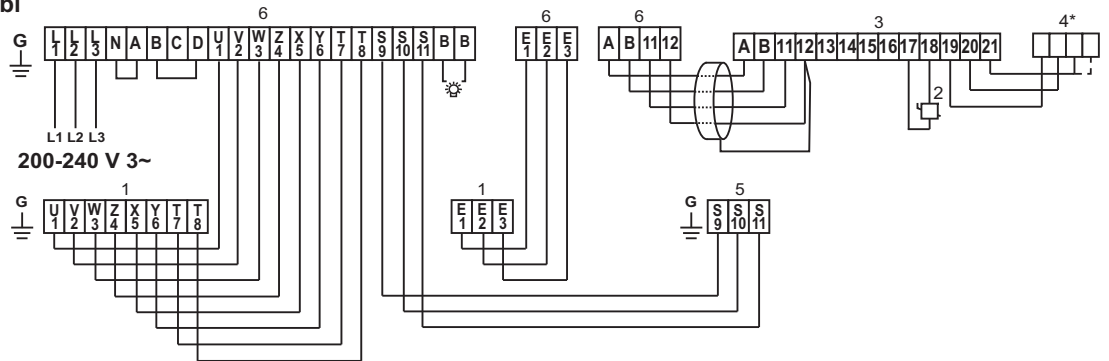 bl
6 6 6 3 4*
G L1 L2 L3 N A B C D U1 V2 W3 Z4 X5 Y6 T7 T8 S9 S10 S11 B B
E1 E2 E3
A B 11 12
A B 11 12 13 14 15 16 17 18 19 20 21
2
L1 L2 L3
200-240 V 3~
1 1 5
G U1 V2 W3 Z4 X5 Y6 T7 T8
E1 E2 E3
G S9 S10 S11